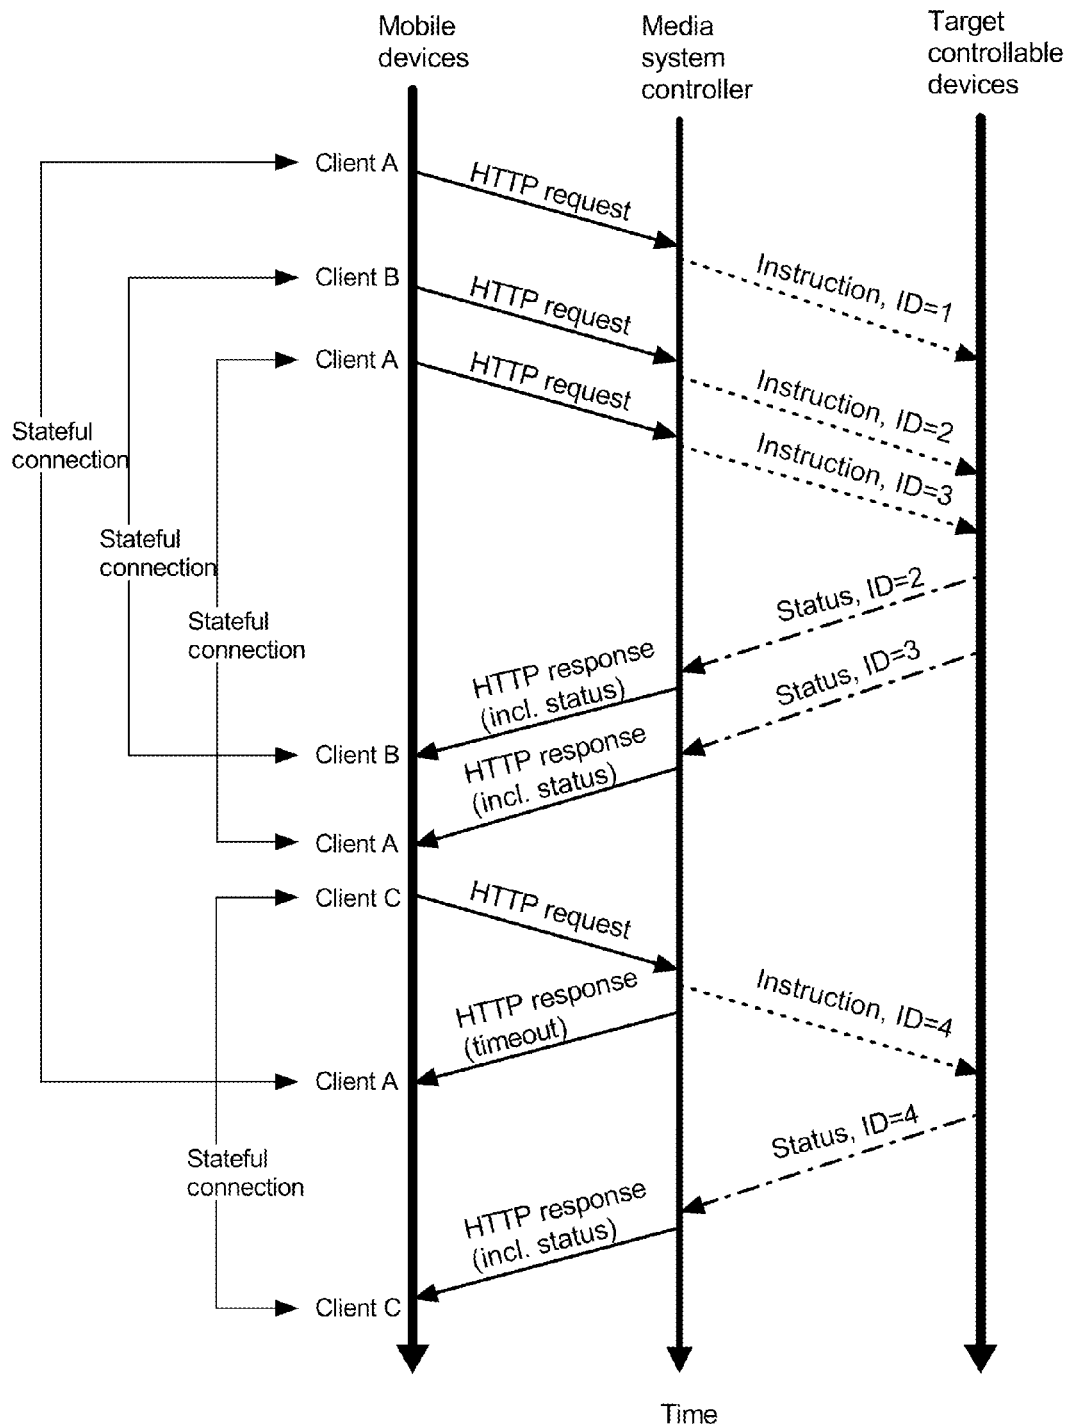 Mobile
devices
Media
system
controller
Target
controllable
devices
Client A
HTTP request
Instruction, ID=1
Client B
HTTP request
Client A
HTTP request
Instruction, ID=2
Stateful
connection
Instruction, ID=3
Stateful
connection
Status, ID=2
Stateful
connection
HTTP response
(incl. status)
Status, ID=3
Client B
HTTP response
(incl. status)
Client A
Client C
HTTP request
HTTP response
(timeout)
Instruction, ID=4
Client A
Status, ID=4
Stateful
connection
HTTP response
(incl. status)
Client C
Time